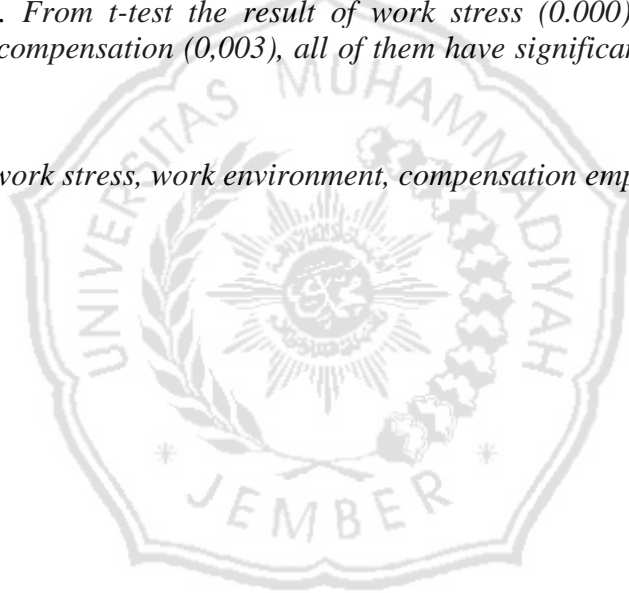 . From t-test the result of work stress (0.000)
compensation (0,003), all of them have significa
work stress, work environment, compensation emp
UNIVERSITAS MUHAMMADIYAH
JEMBER